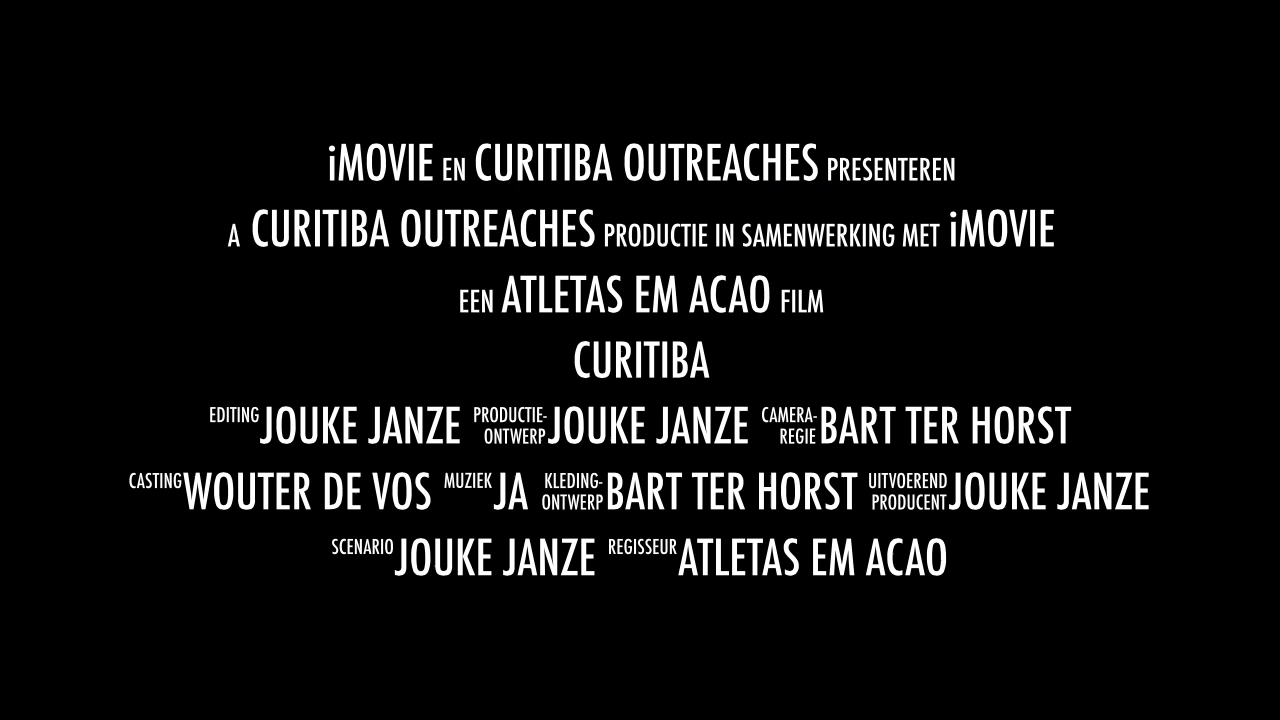 iMOVIE EN CURITIBA OUTREACHES PRESENTEREN
A CURITIBA OUTREACHES PRODUCTIE IN SAMENWERKING MET iMOVIE
EEN ATLETAS EM ACAO FILM
CURITIBA
EDITING JOUKE JANZE PRODUCTIE-ONTWERP JOUKE JANZE CAMERA-REGIE BART TER HORST
CASTING WOUTER DE VOS MUZIEK JA KLEDING-ONTWERP BART TER HORST UITVOEREND PRODUCENT JOUKE JANZE
SCENARIO JOUKE JANZE REGISSEUR ATLETAS EM ACAO